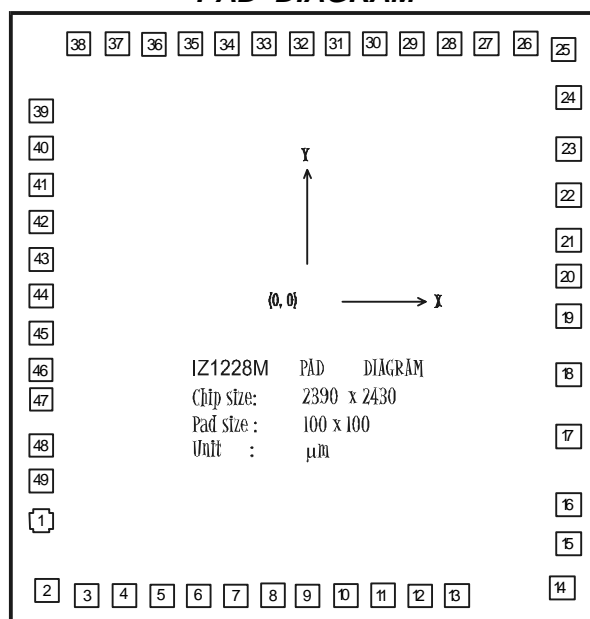 PAD DIAGRAM
38 37 36 35 34 33 32 31 30 29 28 27 26 25
24
39
40 23
Y
41
22
42
21
43
20
44 {0, 0} X
19
45
46 IZ1228M PAD DIAGRAM 18
47 Chip size: 2390 x 2430
Pad size : 100 x 100
17
48 Unit : μm
49
16
1
15
2 3 4 5 6 7 8 9 10 11 12 13 14